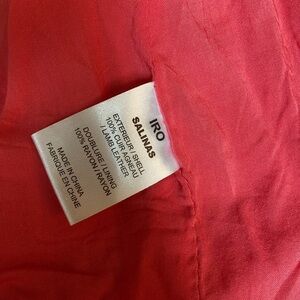 IRO
SALINAS
EXTERIEUR / SHELL
100% CUIR AGNEAU
/ LAMB LEATHER
DOUBLURE / LINING
100% RAYON / RAYON
MADE IN CHINA
FABRIQUE EN CHINE